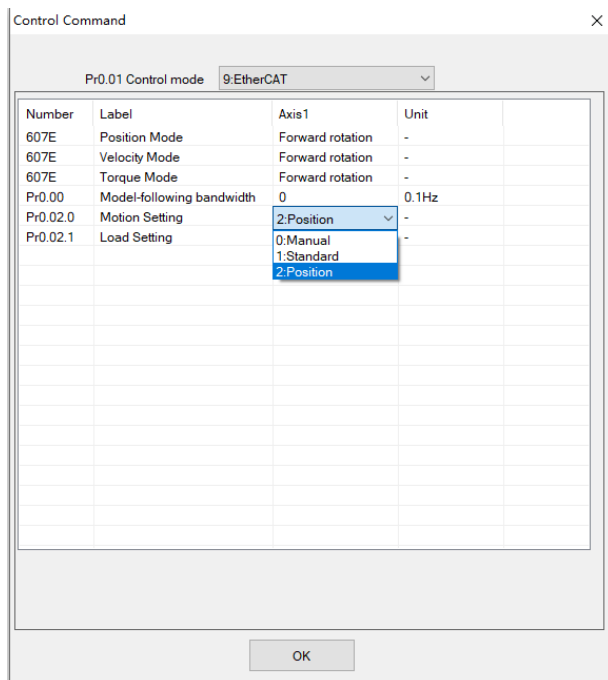 Control Command
Pr0.01 Control mode 9:EtherCAT
Number Label Axis1 Unit
607E Position Mode Forward rotation -
607E Velocity Mode Forward rotation -
607E Torque Mode Forward rotation -
Pr0.00 Model-following bandwidth 0 0.1Hz
Pr0.02.0 Motion Setting 2:Position -
Pr0.02.1 Load Setting -
0:Manual
1:Standard
2:Position
OK